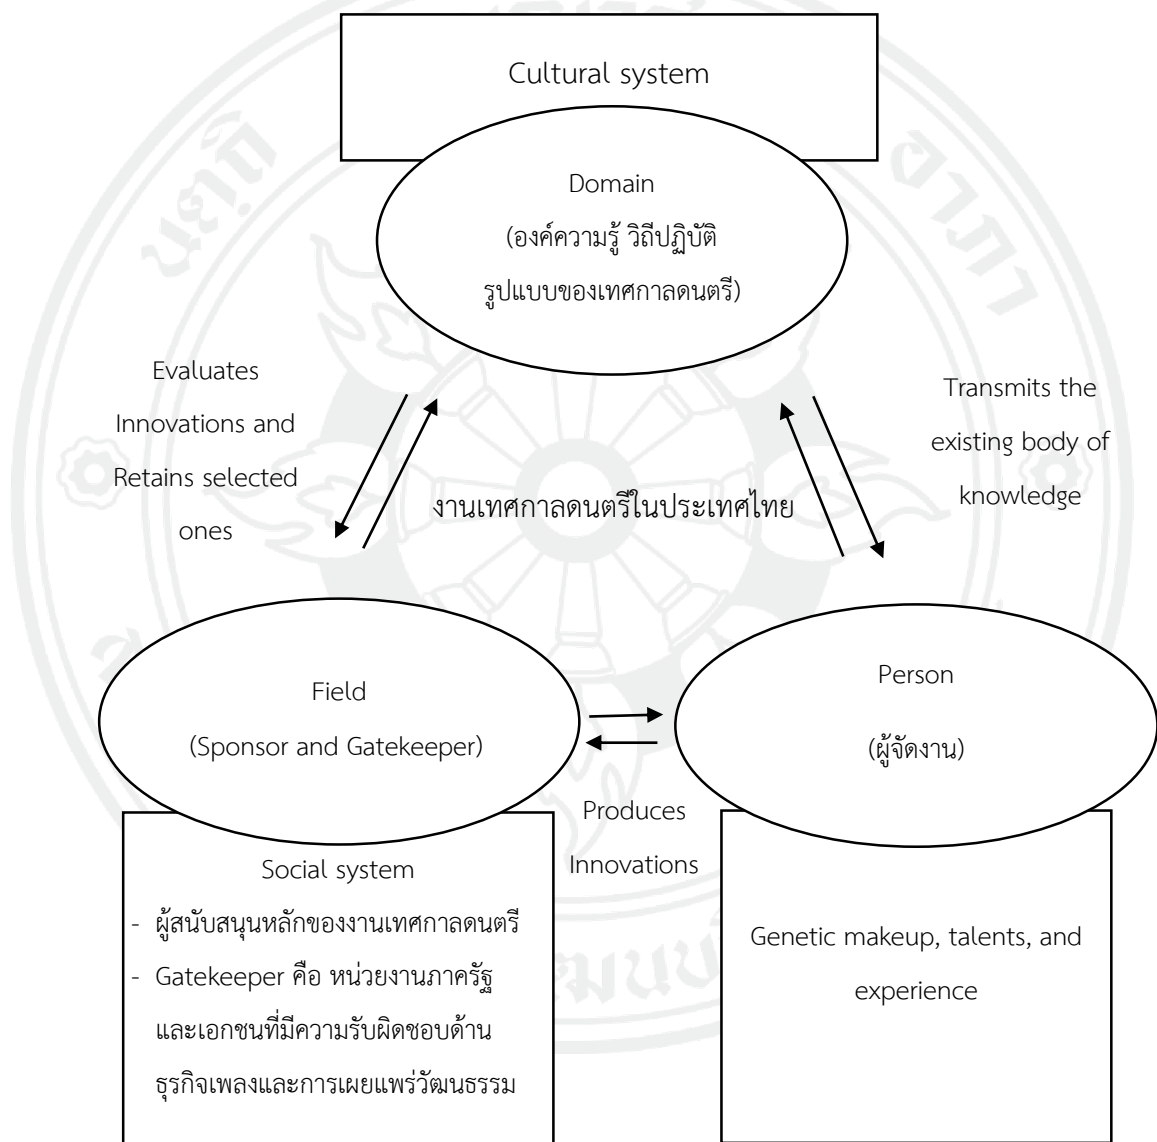 Cultural system
Domain
(องค์ความรู้ วิถีปฏิบัติ
รูปแบบของเทศกาลดนตรี)
Evaluates
Innovations and
Retains selected
ones
Transmits the
existing body of
knowledge
งานเทศกาลดนตรีในประเทศไทย
Field
(Sponsor and Gatekeeper)
Person
(ผู้จัดงาน)
Produces
Innovations
Social system
- ผู้สนับสนุนหลักของงานเทศกาลดนตรี
- Gatekeeper คือ หน่วยงานภาครัฐ
และเอกชนที่มีความรับผิดชอบด้าน
ธุรกิจเพลงและการเผยแพร่วัฒนธรรม
Genetic makeup, talents, and
experience